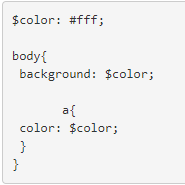 $color: #fff;

body{
 background: $color;

       a{
 color: $color;
 }
}